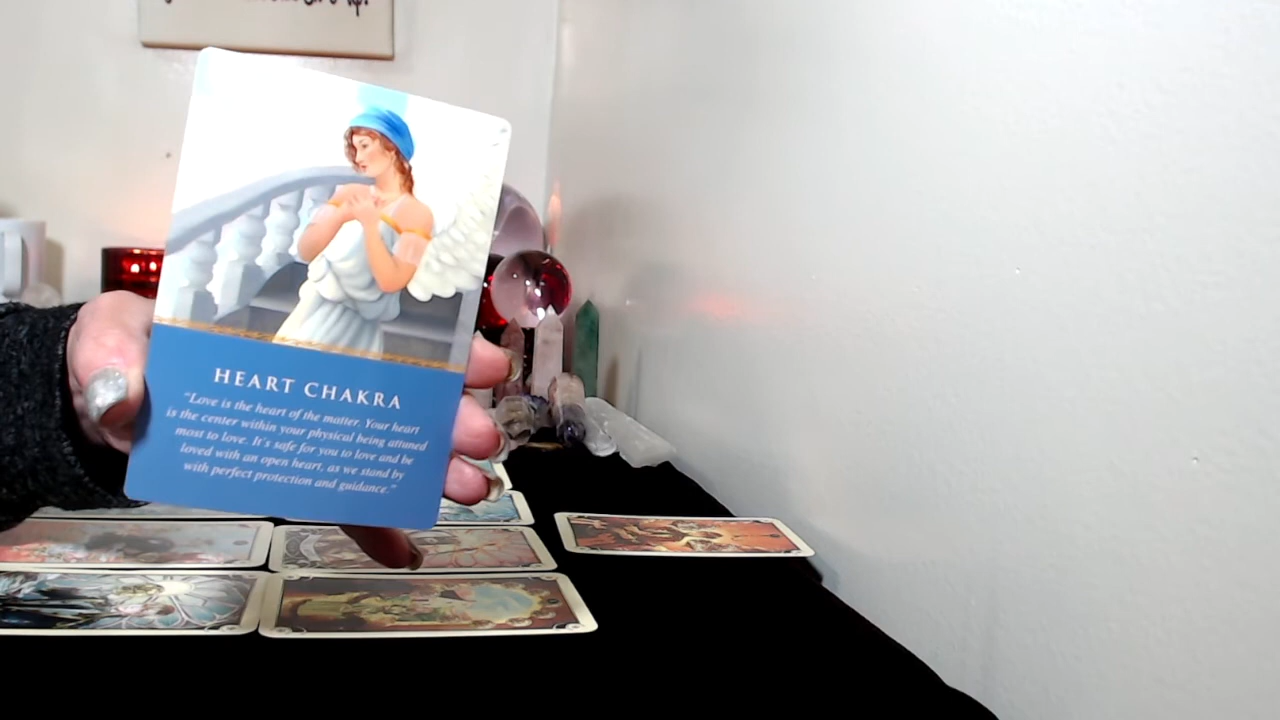 HEART CHAKRA
"Love is the heart of the matter. Your heart
is the center within your physical being attuned
most to love. It's safe for you to love and be
loved with an open heart, as we stand by
with perfect protection and guidance."